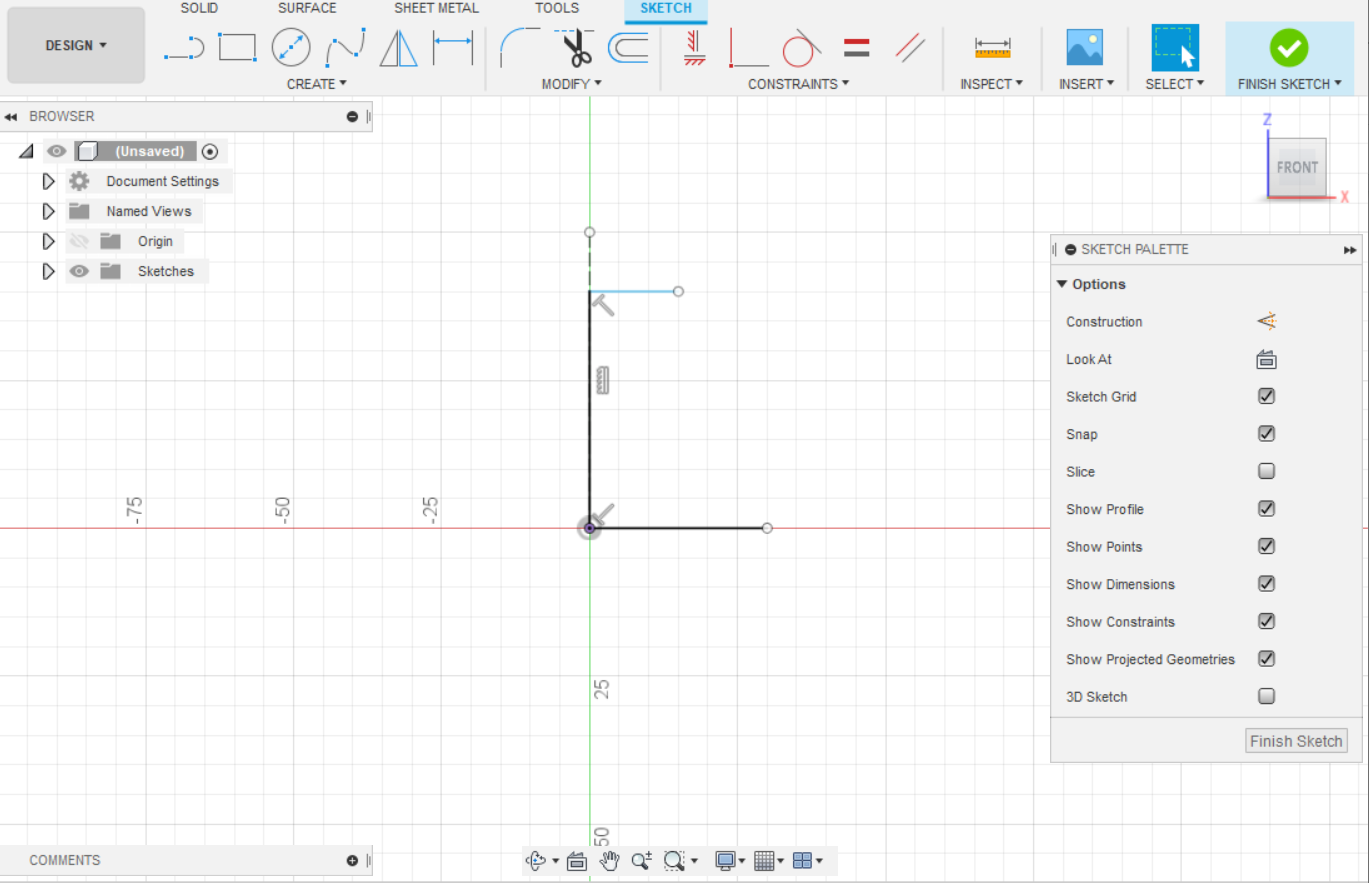 SOLID SURFACE SHEET METAL TOOLS SKETCH
DESIGN
CREATE MODIFY CONSTRAINTS INSPECT INSERT SELECT FINISH SKETCH
BROWSER
(Unsaved)
Document Settings
Named Views
Origin
Sketches
Z
FRONT
X
SKETCH PALETTE
Options
Construction
Look At
Sketch Grid
Snap
Slice
Show Profile
Show Points
Show Dimensions
Show Constraints
Show Projected Geometries
3D Sketch
Finish Sketch
-75
-50
-25
25
50
COMMENTS